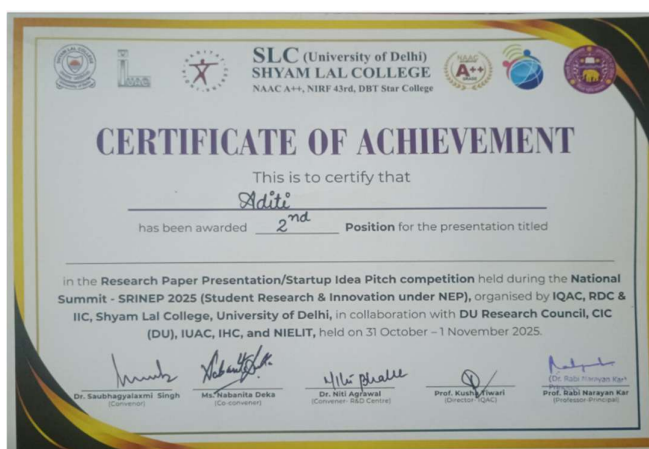 SLC (University of Delhi)
SHYAM LAL COLLEGE
NAAC A++, NIRF 43rd, DBT Star College
A++
CERTIFICATE OF ACHIEVEMENT
This is to certify that
Aditi
has been awarded 2nd Position for the presentation titled
in the Research Paper Presentation/Startup Idea Pitch competition held during the National
Summit - SRINEP 2025 (Student Research & Innovation under NEP), organised by IQAC, RDC &
IIC, Shyam Lal College, University of Delhi, in collaboration with DU Research Council, CIC
(DU), IUAC, IHC, and NIELIT, held on 31 October – 1 November 2025.
(Dr. Rabi Narayan Kar)
Dr. Saubhagyalaxmi Singh
(Convenor)
Ms. Nabanita Deka
(Co-convener)
Dr. Niti Agrawal
(Convener- R&D Centre)
Prof. Kusha Tiwari
(Director- IQAC)
Prof. Rabi Narayan Kar
(Professor-Principal)